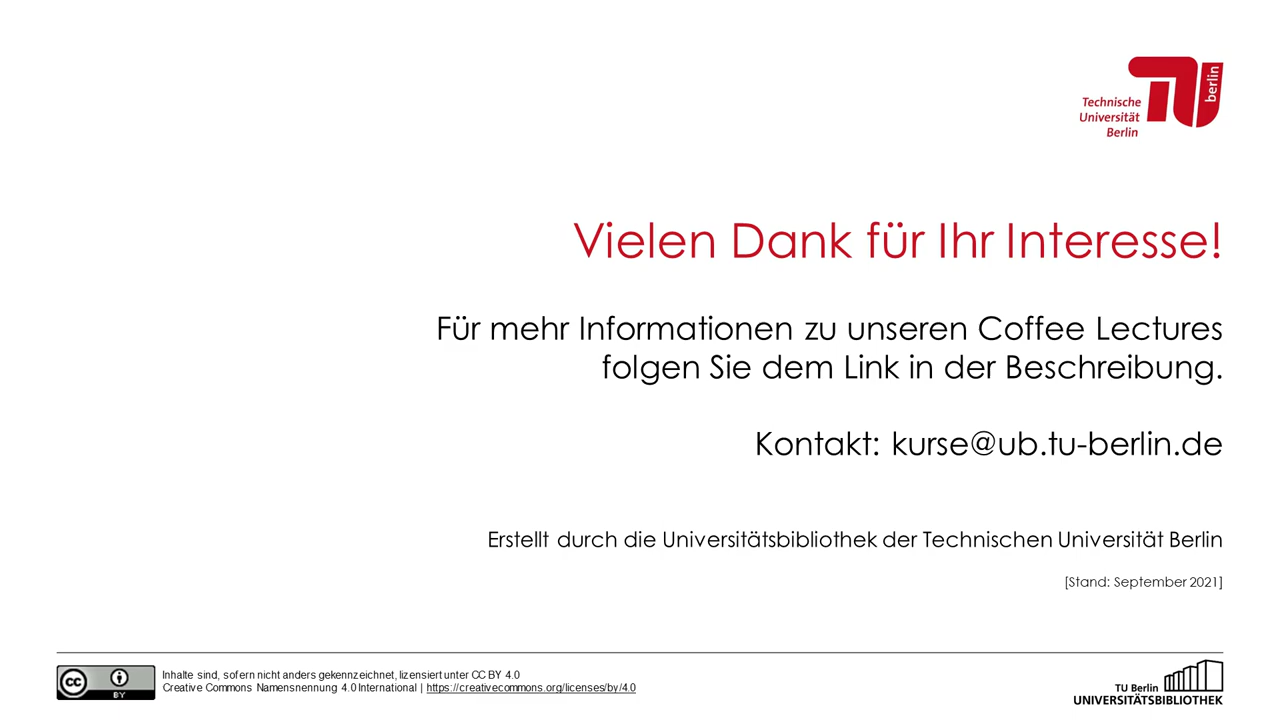 Technische
Universität
Berlin
berlin
Vielen Dank für Ihr Interesse!
Für mehr Informationen zu unseren Coffee Lectures
folgen Sie dem Link in der Beschreibung.
Kontakt: kurse@ub.tu-berlin.de
Erstellt durch die Universitätsbibliothek der Technischen Universität Berlin
[Stand: September 2021]
cc BY
Inhalte sind, sofern nicht anders gekennzeichnet, lizensiert unter CC BY 4.0
Creative Commons Namensnennung 4.0 International | https://creativecommons.org/licenses/by/4.0
TU Berlin
UNIVERSITÄTSBIBLIOTHEK